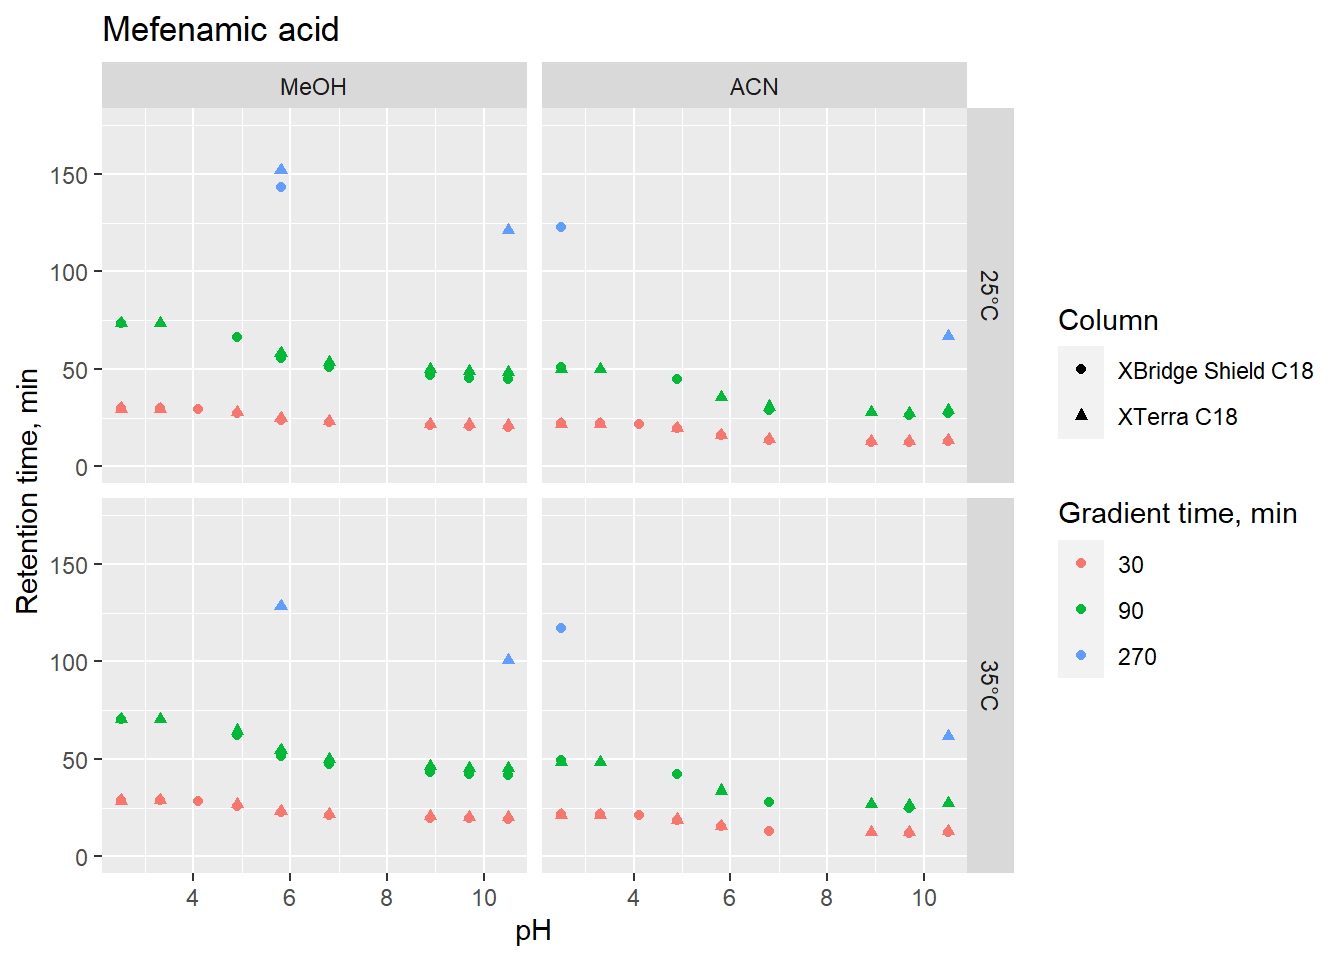 Mefenamic acid
MeOH
ACN
150
100
50
0
25°C
150
100
50
0
35°C
4
6
8
10
4
6
8
10
pH
Retention time, min
Column
XBridge Shield C18
XTerra C18
Gradient time, min
30
90
270